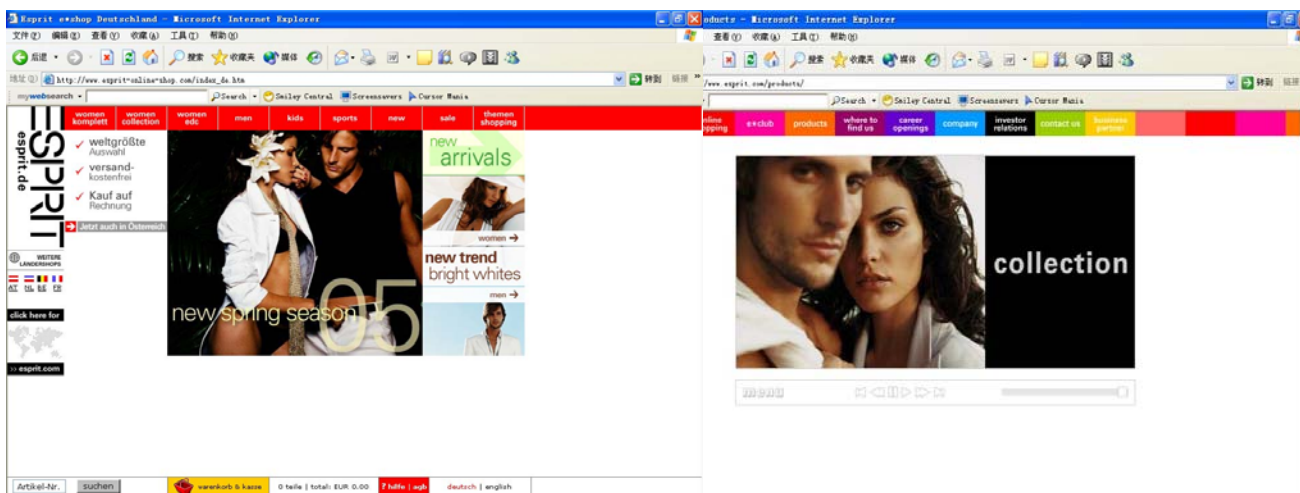 Esprit e*shop Deutschland - Microsoft Internet Explorer
文件(F) 编辑(E) 查看(V) 收藏(A) 工具(T) 帮助(H)
后退 搜索 收藏夹 媒体
地址(D) http://www.esprit-online-shop.com/index_de.htm 转到 链接 »
mywebsearch Search Smiley Central Screensavers Cursor Mania
ESPRIT
esprit.de
women komplett
women collection
women edc
men
kids
sports
new
sale
themen shopping
weltgrößte
Auswahl
versand-
kostenfrei
Kauf auf
Rechnung
Jetzt auch in Österreich
WEITERE
LÄNDERSHOPS
AT NL BE FR
click here for
>> esprit.com
new spring season 05
new
arrivals
women →
new trend
bright whites
men →
Artikel-Nr. suchen warenkorb & kasse 0 teile | total: EUR 0.00 ? hilfe | agb deutsch | english
oducts - Microsoft Internet Explorer
查看(V) 收藏(A) 工具(T) 帮助(H)
搜索 收藏夹 媒体
/www.esprit.com/products/ 转到 链接
Search Smiley Central Screensavers Cursor Mania
nline
pping
e*club
products
where to
find us
career
openings
company
investor
relations
contact us
business
partner
collection
menu